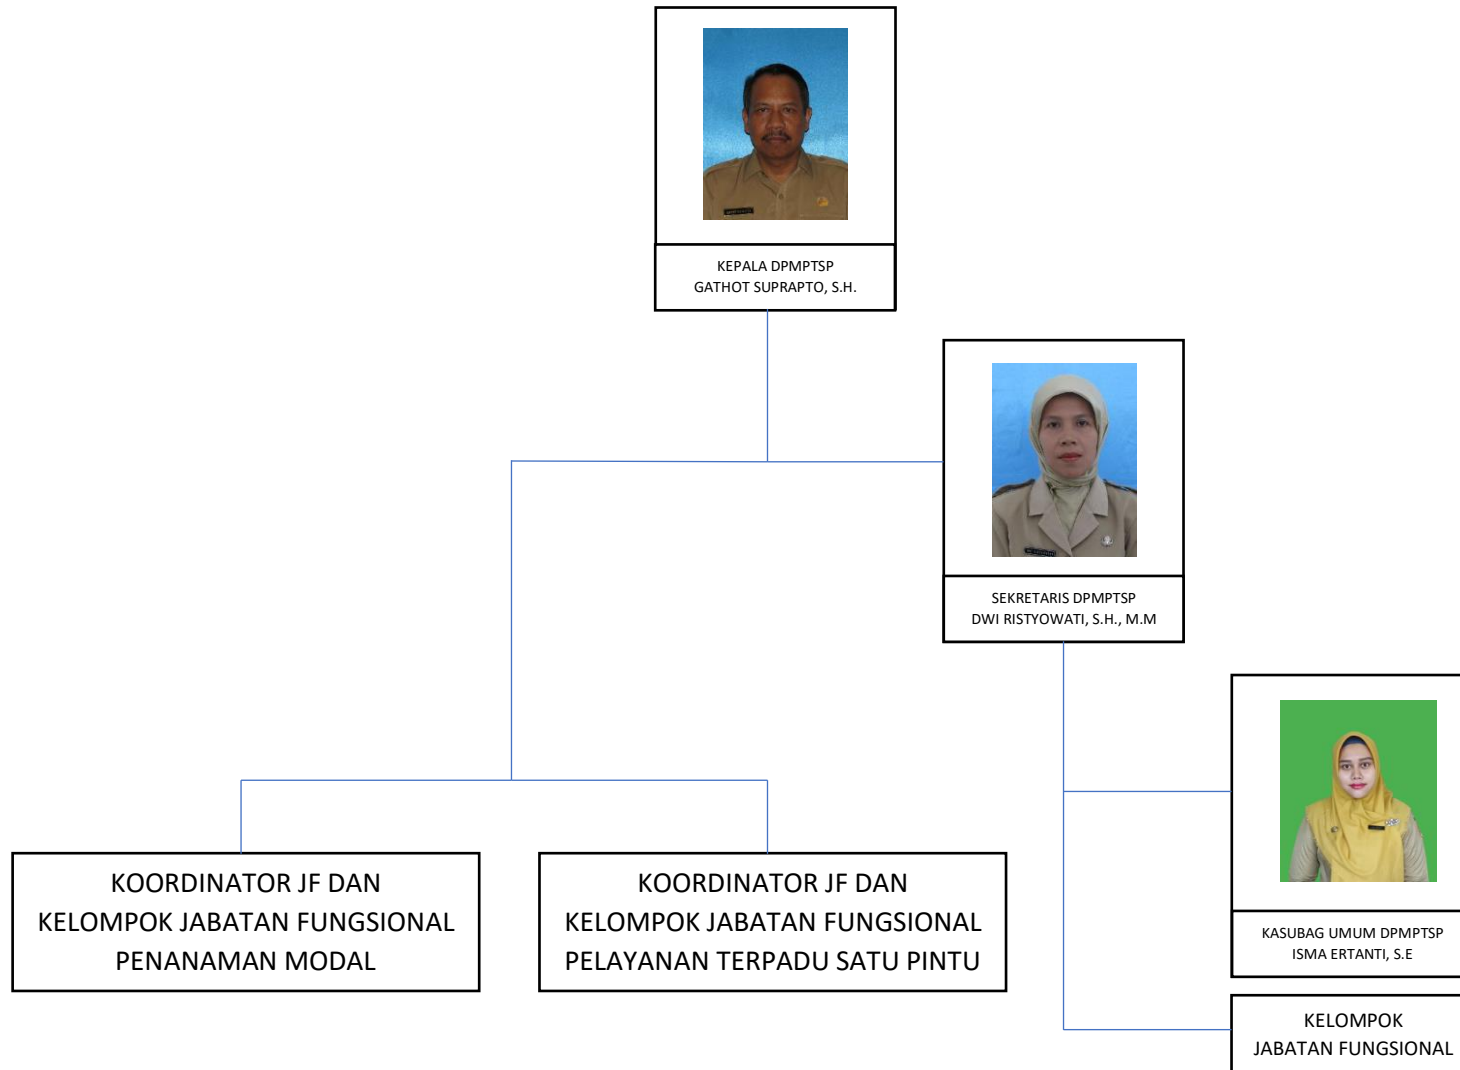 KEPALA DPMPTSP
GATHOT SUPRAPTO, S.H.
SEKRETARIS DPMPTSP
DWI RISTYOWATI, S.H., M.M
KASUBAG UMUM DPMPTSP
ISMA ERTANTI, S.E
KOORDINATOR JF DAN
KELOMPOK JABATAN FUNGSIONAL
PENANAMAN MODAL
KOORDINATOR JF DAN
KELOMPOK JABATAN FUNGSIONAL
PELAYANAN TERPADU SATU PINTU
KELOMPOK
JABATAN FUNGSIONAL